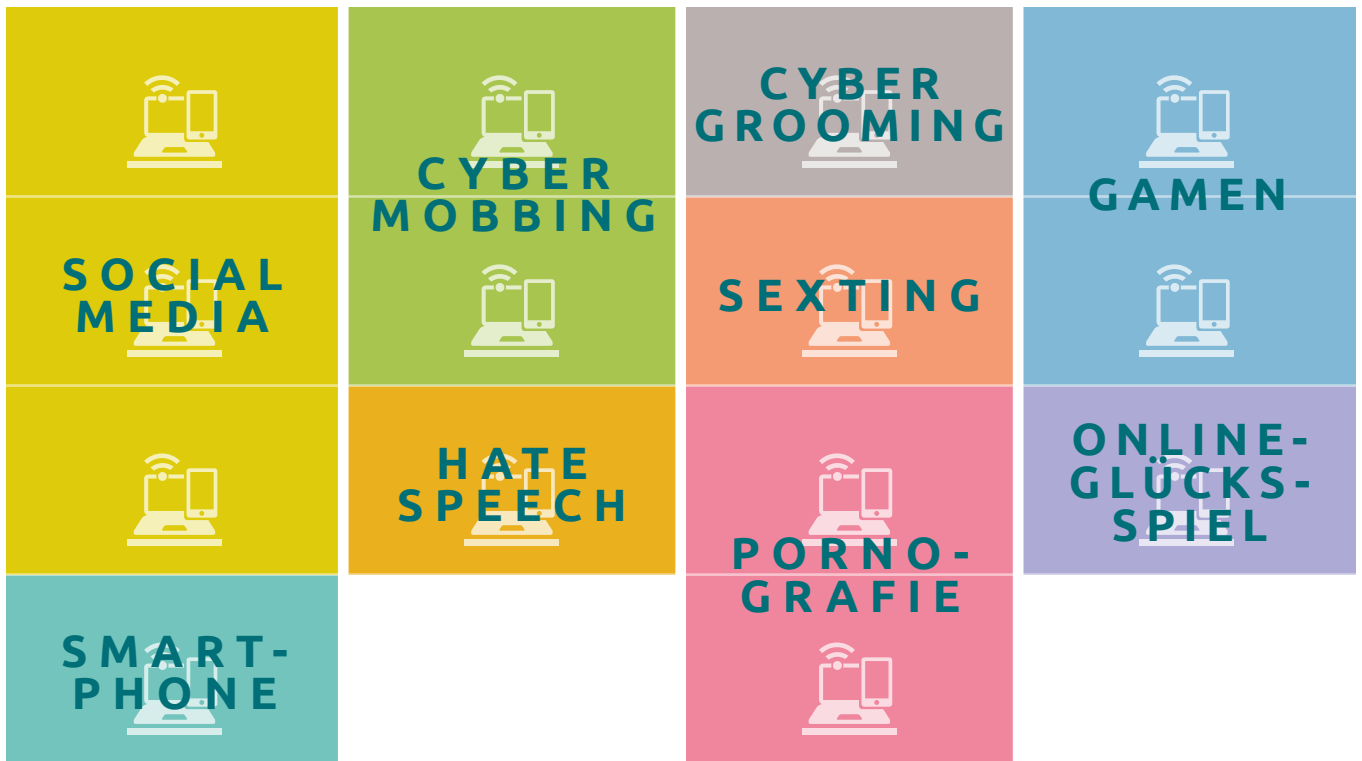 SOCIAL
MEDIA
SMART-
PHONE
CYBER
MOBBING
HATE
SPEECH
CYBER
GROOMING
SEXTING
PORNO-
GRAFIE
GAMEN
ONLINE-
GLÜCKS-
SPIEL